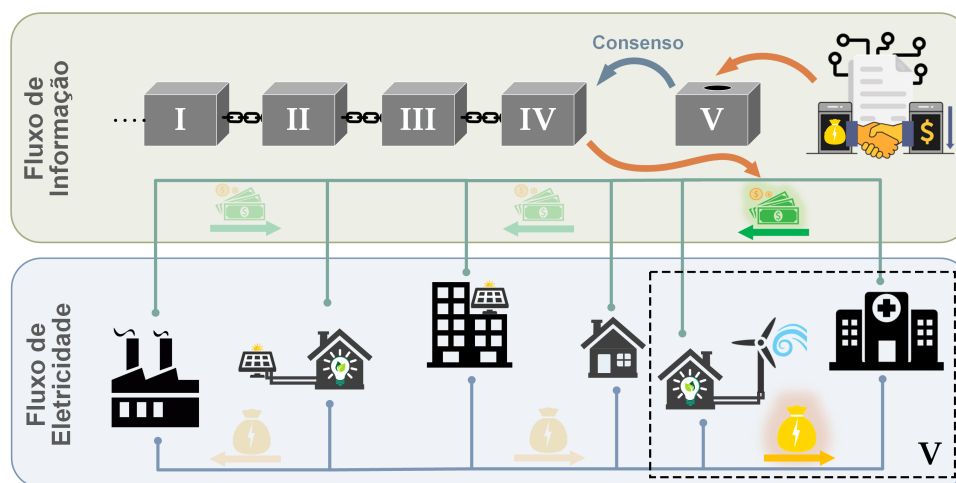 Fluxo de
Informação
Consenso
I
II
III
IV
V
$
$
$
$
Fluxo de
Eletricidade
V